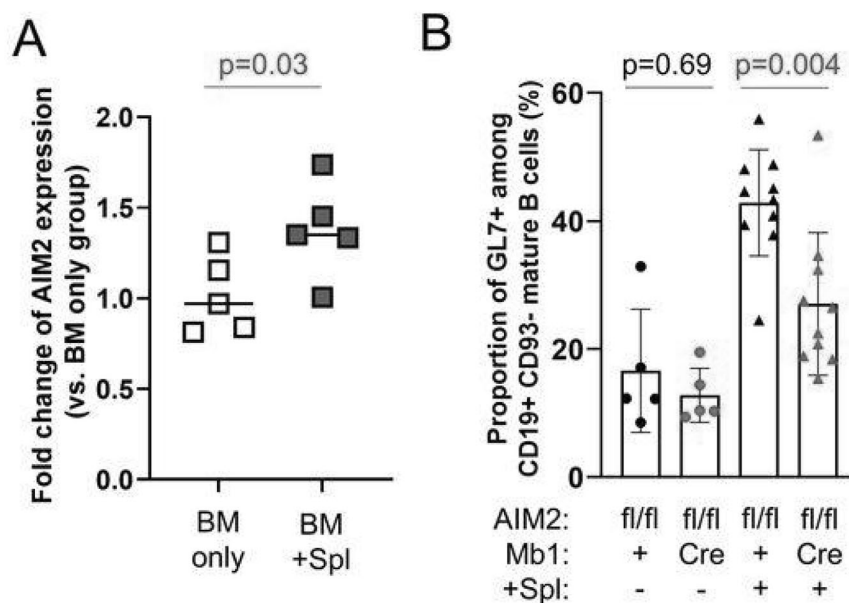 A
p=0.03
Fold change of AIM2 expression
(vs. BM only group)
2.0
1.5
1.0
0.5
0.0
BM
only
BM
+Spl
B
p=0.69 p=0.004
Proportion of GL7+ among
CD19+ CD93- mature B cells (%)
60
40
20
0
AIM2: fl/fl fl/fl fl/fl fl/fl
Mb1: + Cre + Cre
+Spl: - - + +